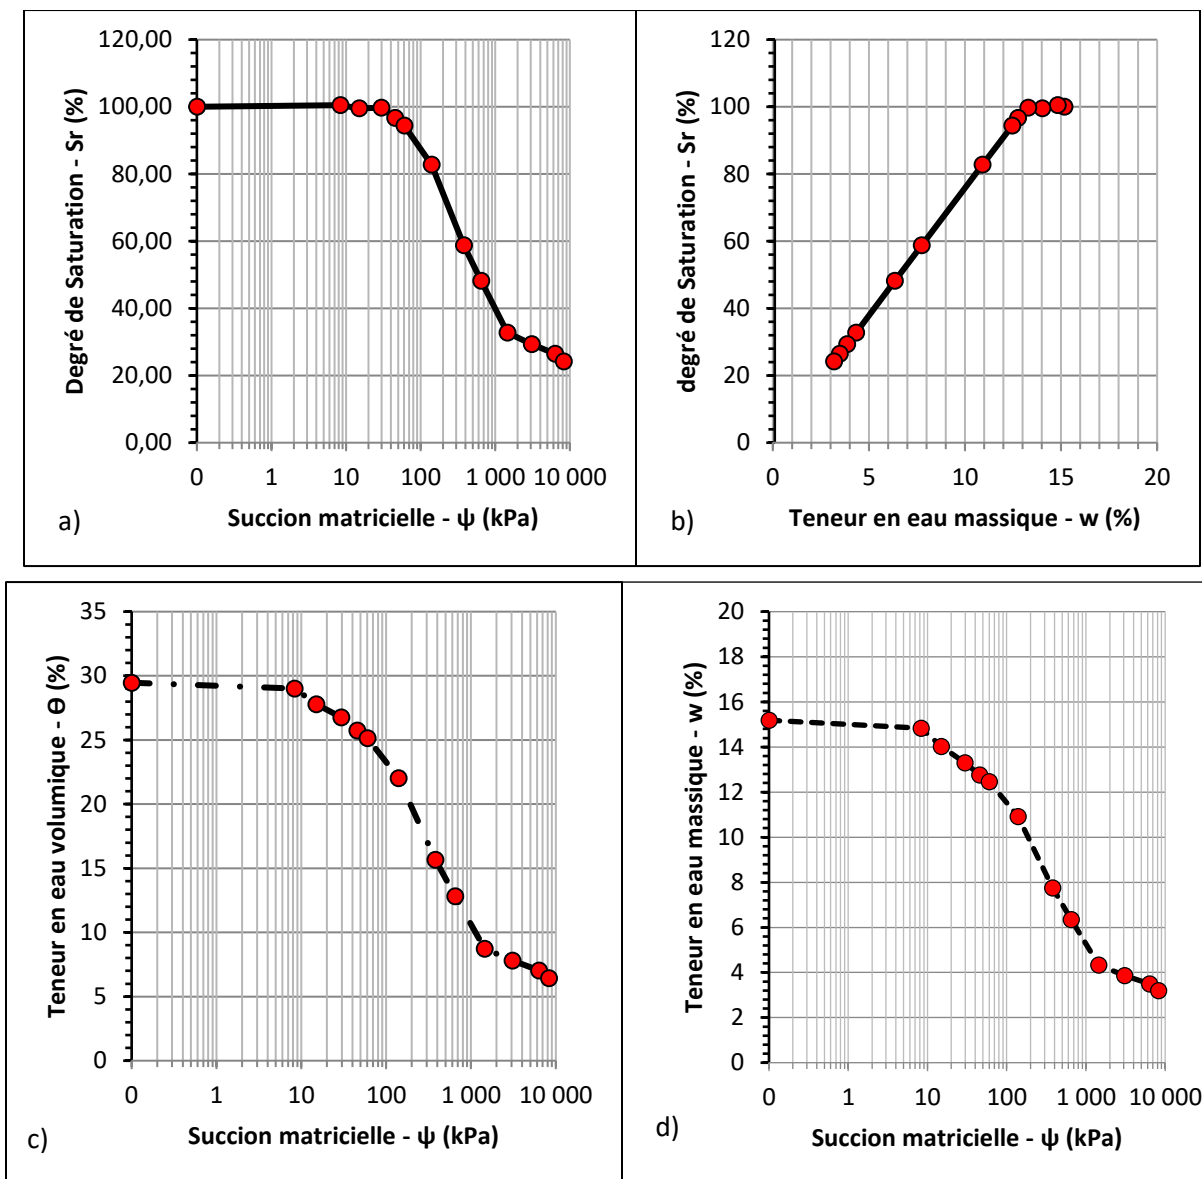 120,00
100,00
80,00
60,00
40,00
20,00
0,00
Degré de Saturation - Sr (%)
0 1 10 100 1 000 10 000
Succion matricielle - ψ (kPa)
a)
120
100
80
60
40
20
0
degré de Saturation - Sr (%)
0 5 10 15 20
Teneur en eau massique - w (%)
b)
35
30
25
20
15
10
5
0
Teneur en eau volumique - ϴ (%)
0 1 10 100 1 000 10 000
Succion matricielle - ψ (kPa)
c)
20
18
16
14
12
10
8
6
4
2
0
Teneur en eau massique - w (%)
0 1 10 100 1 000 10 000
Succion matricielle - ψ (kPa)
d)